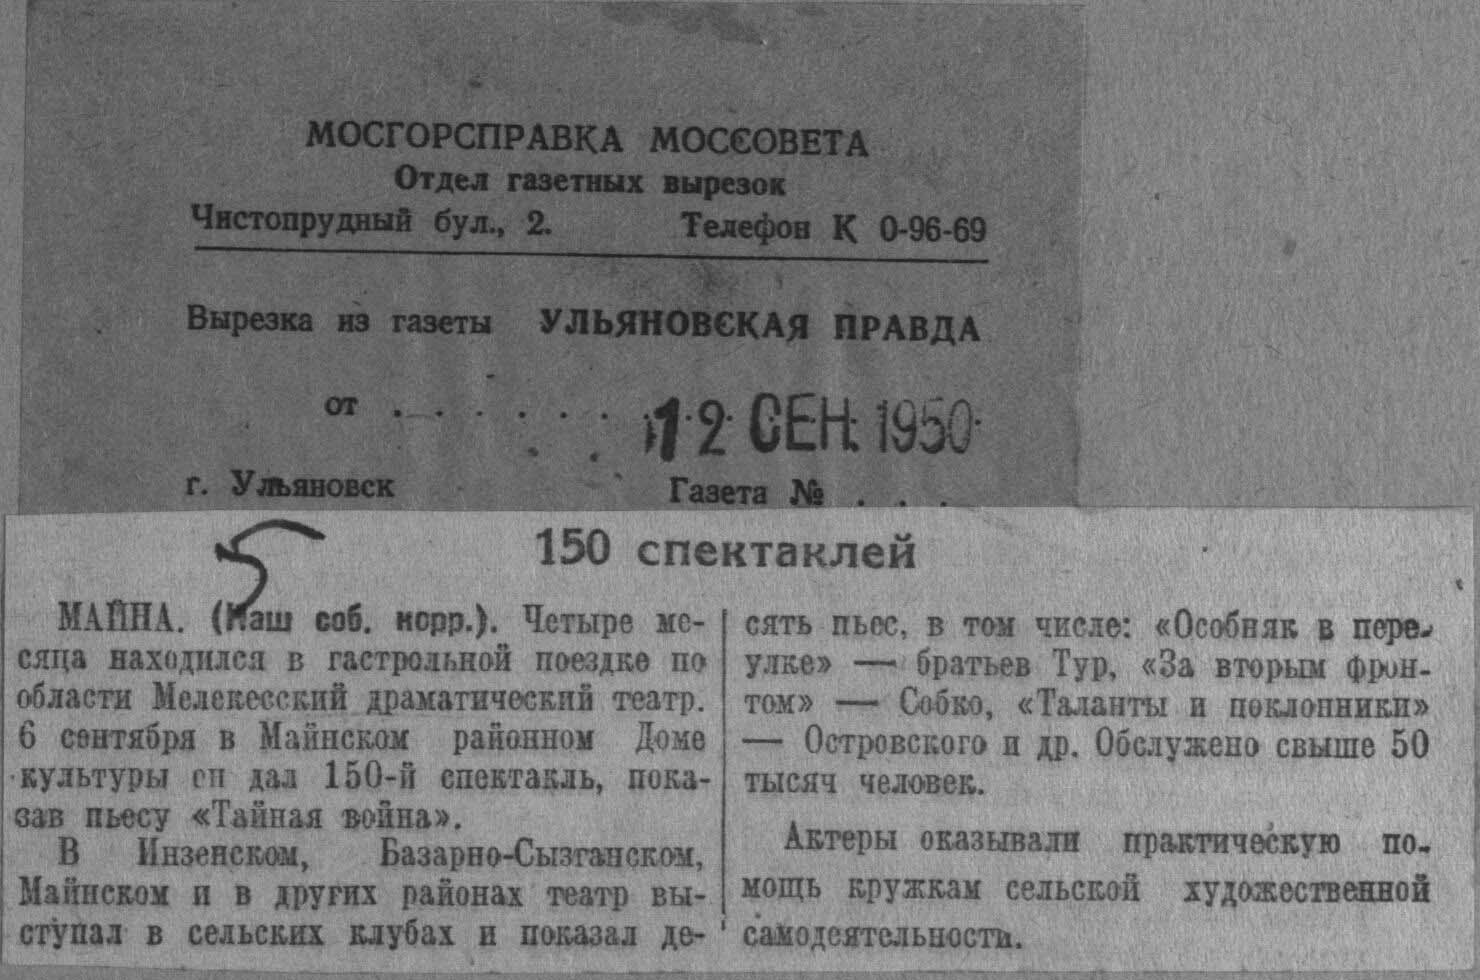 МОСГОРСПРАВКА МОССОВЕТА
Отдел газетных вырезок
Чистопрудный бул., 2. Телефон К 0-96-69
Вырезка из газеты УЛЬЯНОВСКАЯ ПРАВДА
от . . . . . . 12 СЕН. 1950
г. Ульяновск Газета № . . .
5
150 спектаклей
МАЙНА. (Наш соб. корр.). Четыре ме-
сяца находился в гастрольной поездке по
области Мелекесский драматический театр.
6 сентября в Майнском районном Доме
культуры он дал 150-й спектакль, пока-
зав пьесу «Тайная война».
В Инзенском, Базарно-Сызганском,
Майнском и в других районах театр вы-
ступал в сельских клубах и показал де-
сять пьес, в том числе: «Особняк в пере-
улке» — братьев Тур, «За вторым фрон-
том» — Собко, «Таланты и поклонники»
— Островского и др. Обслужено свыше 50
тысяч человек.
Актеры оказывали практическую по-
мощь кружкам сельской художественной
самодеятельности.